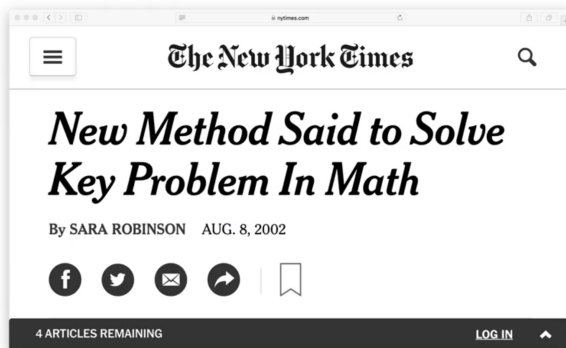 nytimes.com
The New York Times
New Method Said to Solve
Key Problem In Math
By SARA ROBINSON AUG. 8, 2002
4 ARTICLES REMAINING LOG IN